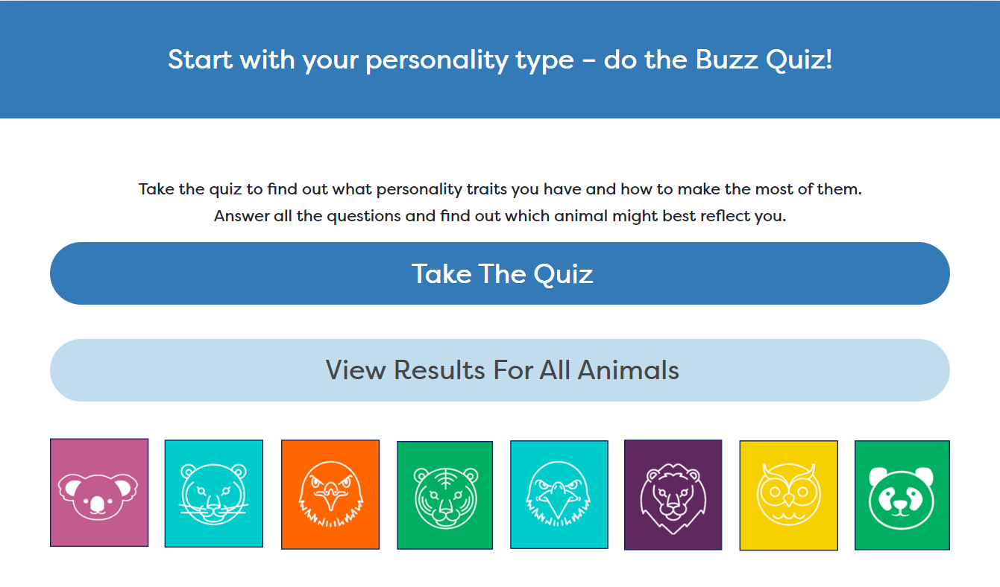 Start with your personality type – do the Buzz Quiz!
Take the quiz to find out what personality traits you have and how to make the most of them.
Answer all the questions and find out which animal might best reflect you.
Take The Quiz
View Results For All Animals